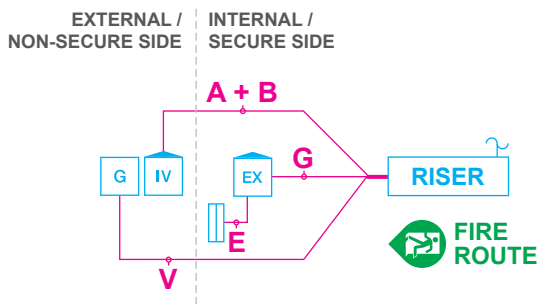 EXTERNAL /
NON-SECURE SIDE
INTERNAL /
SECURE SIDE
A + B
G
IV
EX
G
RISER
E
V
FIRE
ROUTE